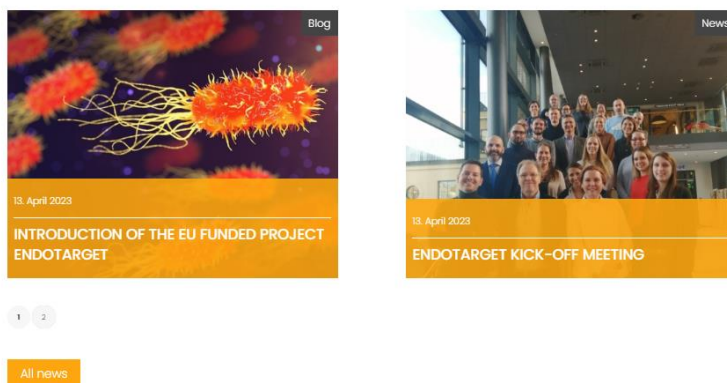 Blog
13. April 2023
INTRODUCTION OF THE EU FUNDED PROJECT
ENDOTARGET
News
13. April 2023
ENDOTARGET KICK-OFF MEETING
1 2
All news